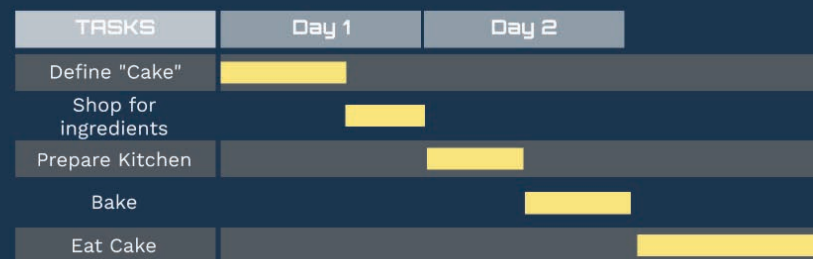 TASKS
Day 1
Day 2
Define "Cake"
Shop for
ingredients
Prepare Kitchen
Bake
Eat Cake